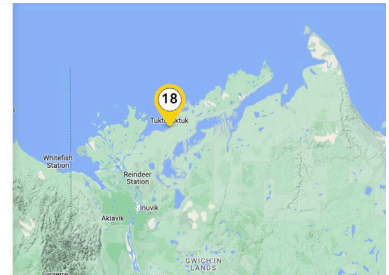 18
Whitefish
Station
Reindeer
Station
Inuvik
Aklavik
GWICH'IN
LANDS